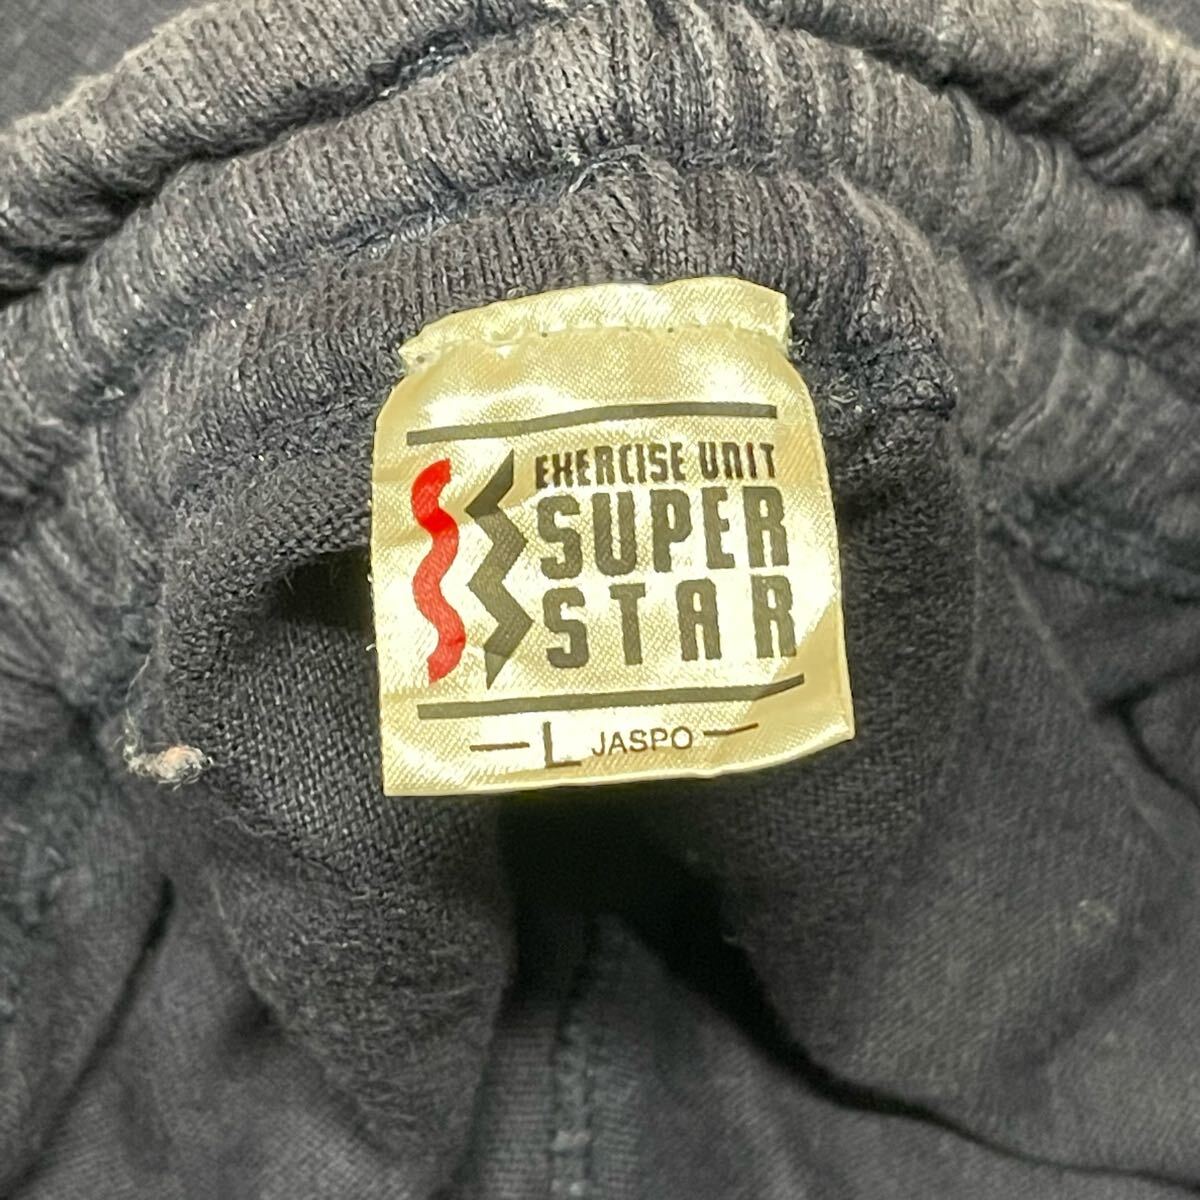 EXERCISE UNIT
SUPER
STAR
L JASPO